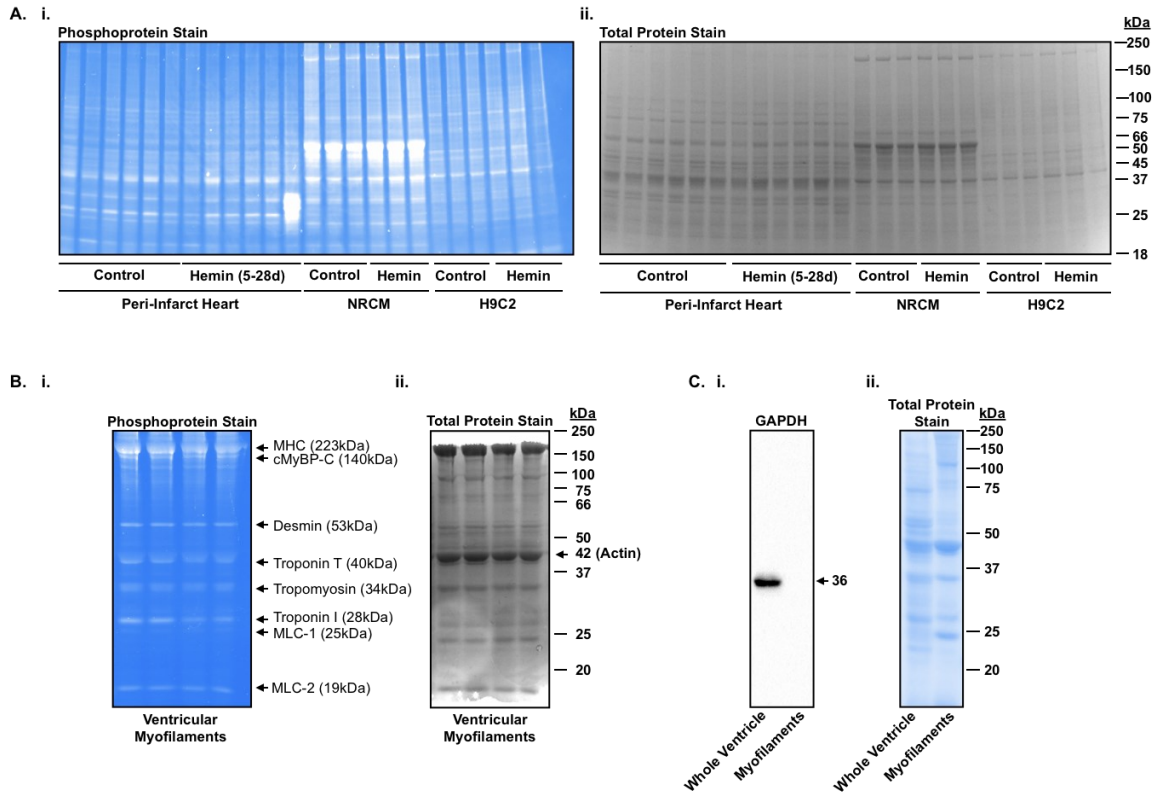 A. i.
Phosphoprotein Stain
ii.
Total Protein Stain
kDa
250
150
100
75
66
50
45
37
25
18
Control
Hemin (5-28d)
Control
Hemin
Control
Hemin
Peri-Infarct Heart
NRCM
H9C2
Control
Hemin (5-28d)
Control
Hemin
Control
Hemin
Peri-Infarct Heart
NRCM
H9C2
B. i.
Phosphoprotein Stain
MHC (223kDa)
cMyBP-C (140kDa)
Desmin (53kDa)
Troponin T (40kDa)
Tropomyosin (34kDa)
Troponin I (28kDa)
MLC-1 (25kDa)
MLC-2 (19kDa)
Ventricular
Myofilaments
ii.
Total Protein Stain
kDa
250
150
100
75
66
50
42 (Actin)
37
25
20
Ventricular
Myofilaments
C. i.
GAPDH
36
Whole Ventricle
Myofilaments
ii.
Total Protein
Stain
kDa
250
150
100
75
50
37
25
20
Whole Ventricle
Myofilaments